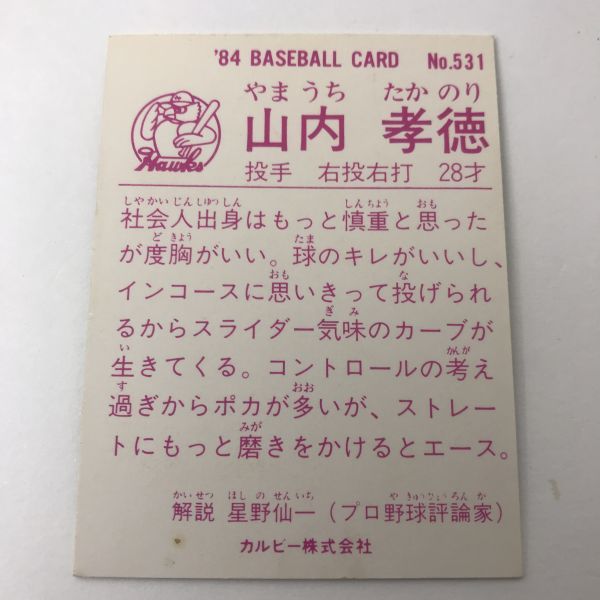 '84 BASEBALL CARD No.531
やま うち たか のり
山内 孝徳
Hawks
投手 右投右打 28才
しやかいじんしゅつしん しんちょう おも
社会人出身はもっと慎重と思った
ど きょう たま
が度胸がいい。球のキレがいいし、
おも な
インコースに思いきって投げられ
ぎ み
るからスライダー気味のカーブが
い かんが
生きてくる。コントロールの考え
す おお
過ぎからポカが多いが、ストレー
みが
トにもっと磨きをかけるとエース。
かいせつ ほし の せんいち や きゅうひょうろん か
解説 星野仙一(プロ野球評論家)
カルビー株式会社